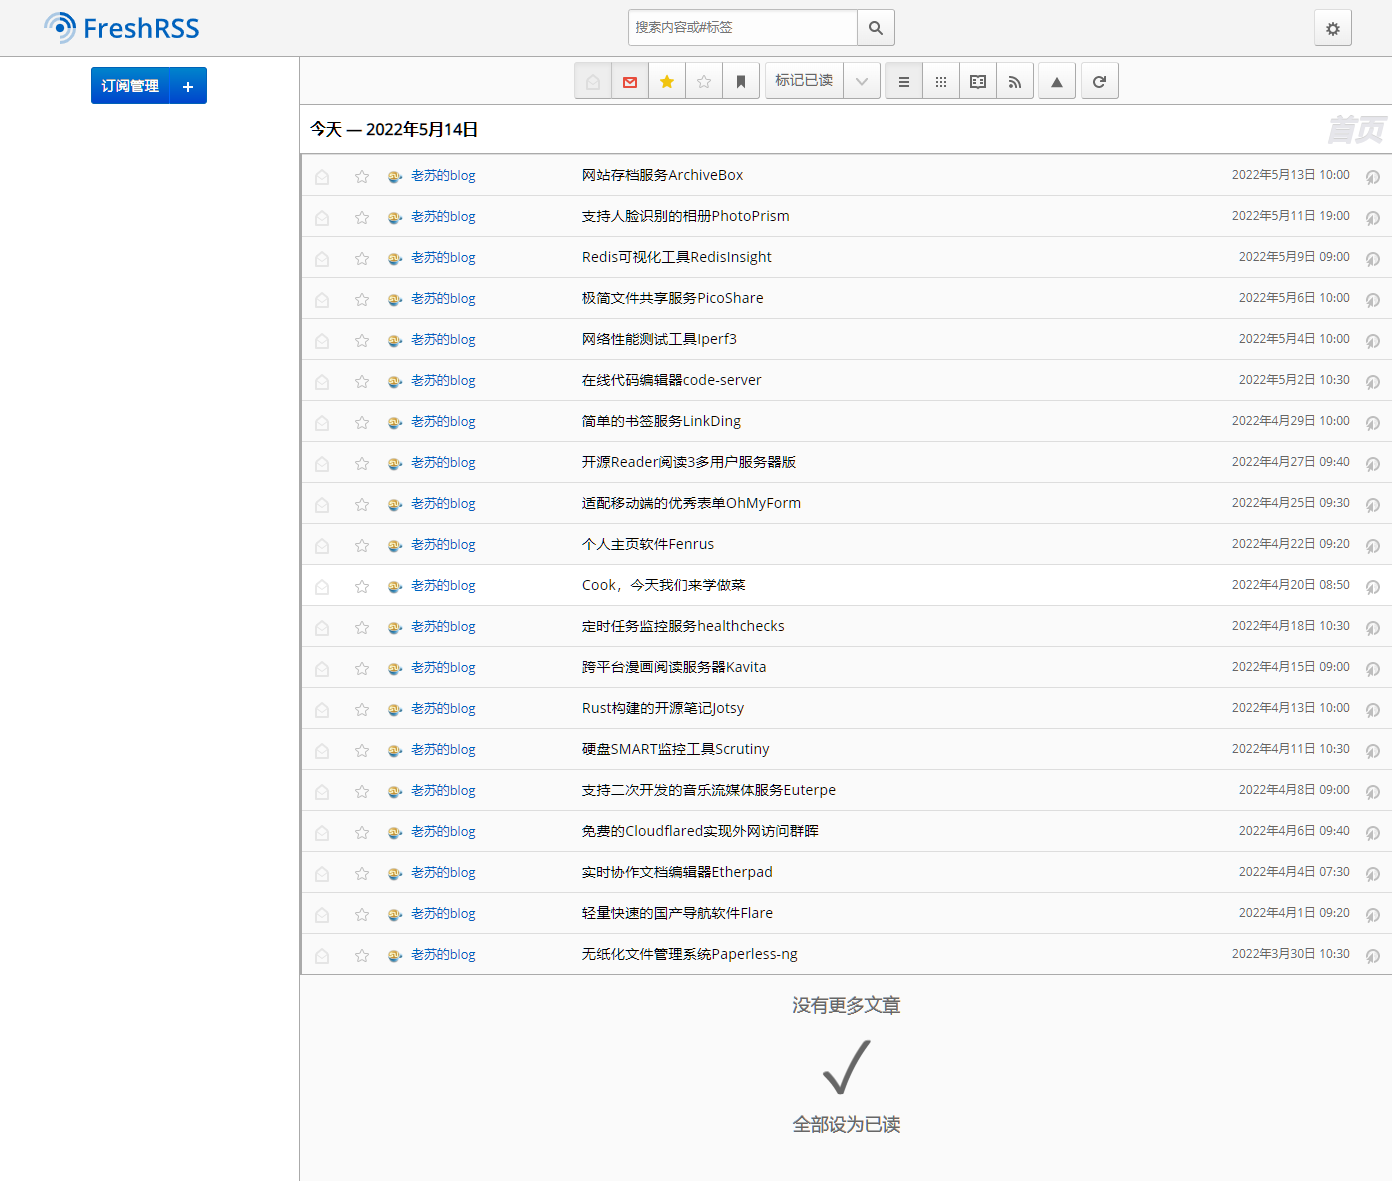 FreshRSS
搜索内容或#标签
订阅管理 +
标记已读
今天 — 2022年5月14日
首页
老苏的blog 网站存档服务ArchiveBox 2022年5月13日 10:00
老苏的blog 支持人脸识别的相册PhotoPrism 2022年5月11日 19:00
老苏的blog Redis可视化工具RedisInsight 2022年5月9日 09:00
老苏的blog 极简文件共享服务PicoShare 2022年5月6日 10:00
老苏的blog 网络性能测试工具Iperf3 2022年5月4日 10:00
老苏的blog 在线代码编辑器code-server 2022年5月2日 10:30
老苏的blog 简单的书签服务LinkDing 2022年4月29日 10:00
老苏的blog 开源Reader阅读3多用户服务器版 2022年4月27日 09:40
老苏的blog 适配移动端的优秀表单OhMyForm 2022年4月25日 09:30
老苏的blog 个人主页软件Fenrus 2022年4月22日 09:20
老苏的blog Cook，今天我们来学做菜 2022年4月20日 08:50
老苏的blog 定时任务监控服务healthchecks 2022年4月18日 10:30
老苏的blog 跨平台漫画阅读服务器Kavita 2022年4月15日 09:00
老苏的blog Rust构建的开源笔记Jotsy 2022年4月13日 10:00
老苏的blog 硬盘SMART监控工具Scrutiny 2022年4月11日 10:30
老苏的blog 支持二次开发的音乐流媒体服务Euterpe 2022年4月8日 09:00
老苏的blog 免费的Cloudflared实现外网访问群晖 2022年4月6日 09:40
老苏的blog 实时协作文档编辑器Etherpad 2022年4月4日 07:30
老苏的blog 轻量快速的国产导航软件Flare 2022年4月1日 09:20
老苏的blog 无纸化文件管理系统Paperless-ng 2022年3月30日 10:30
没有更多文章
全部设为已读